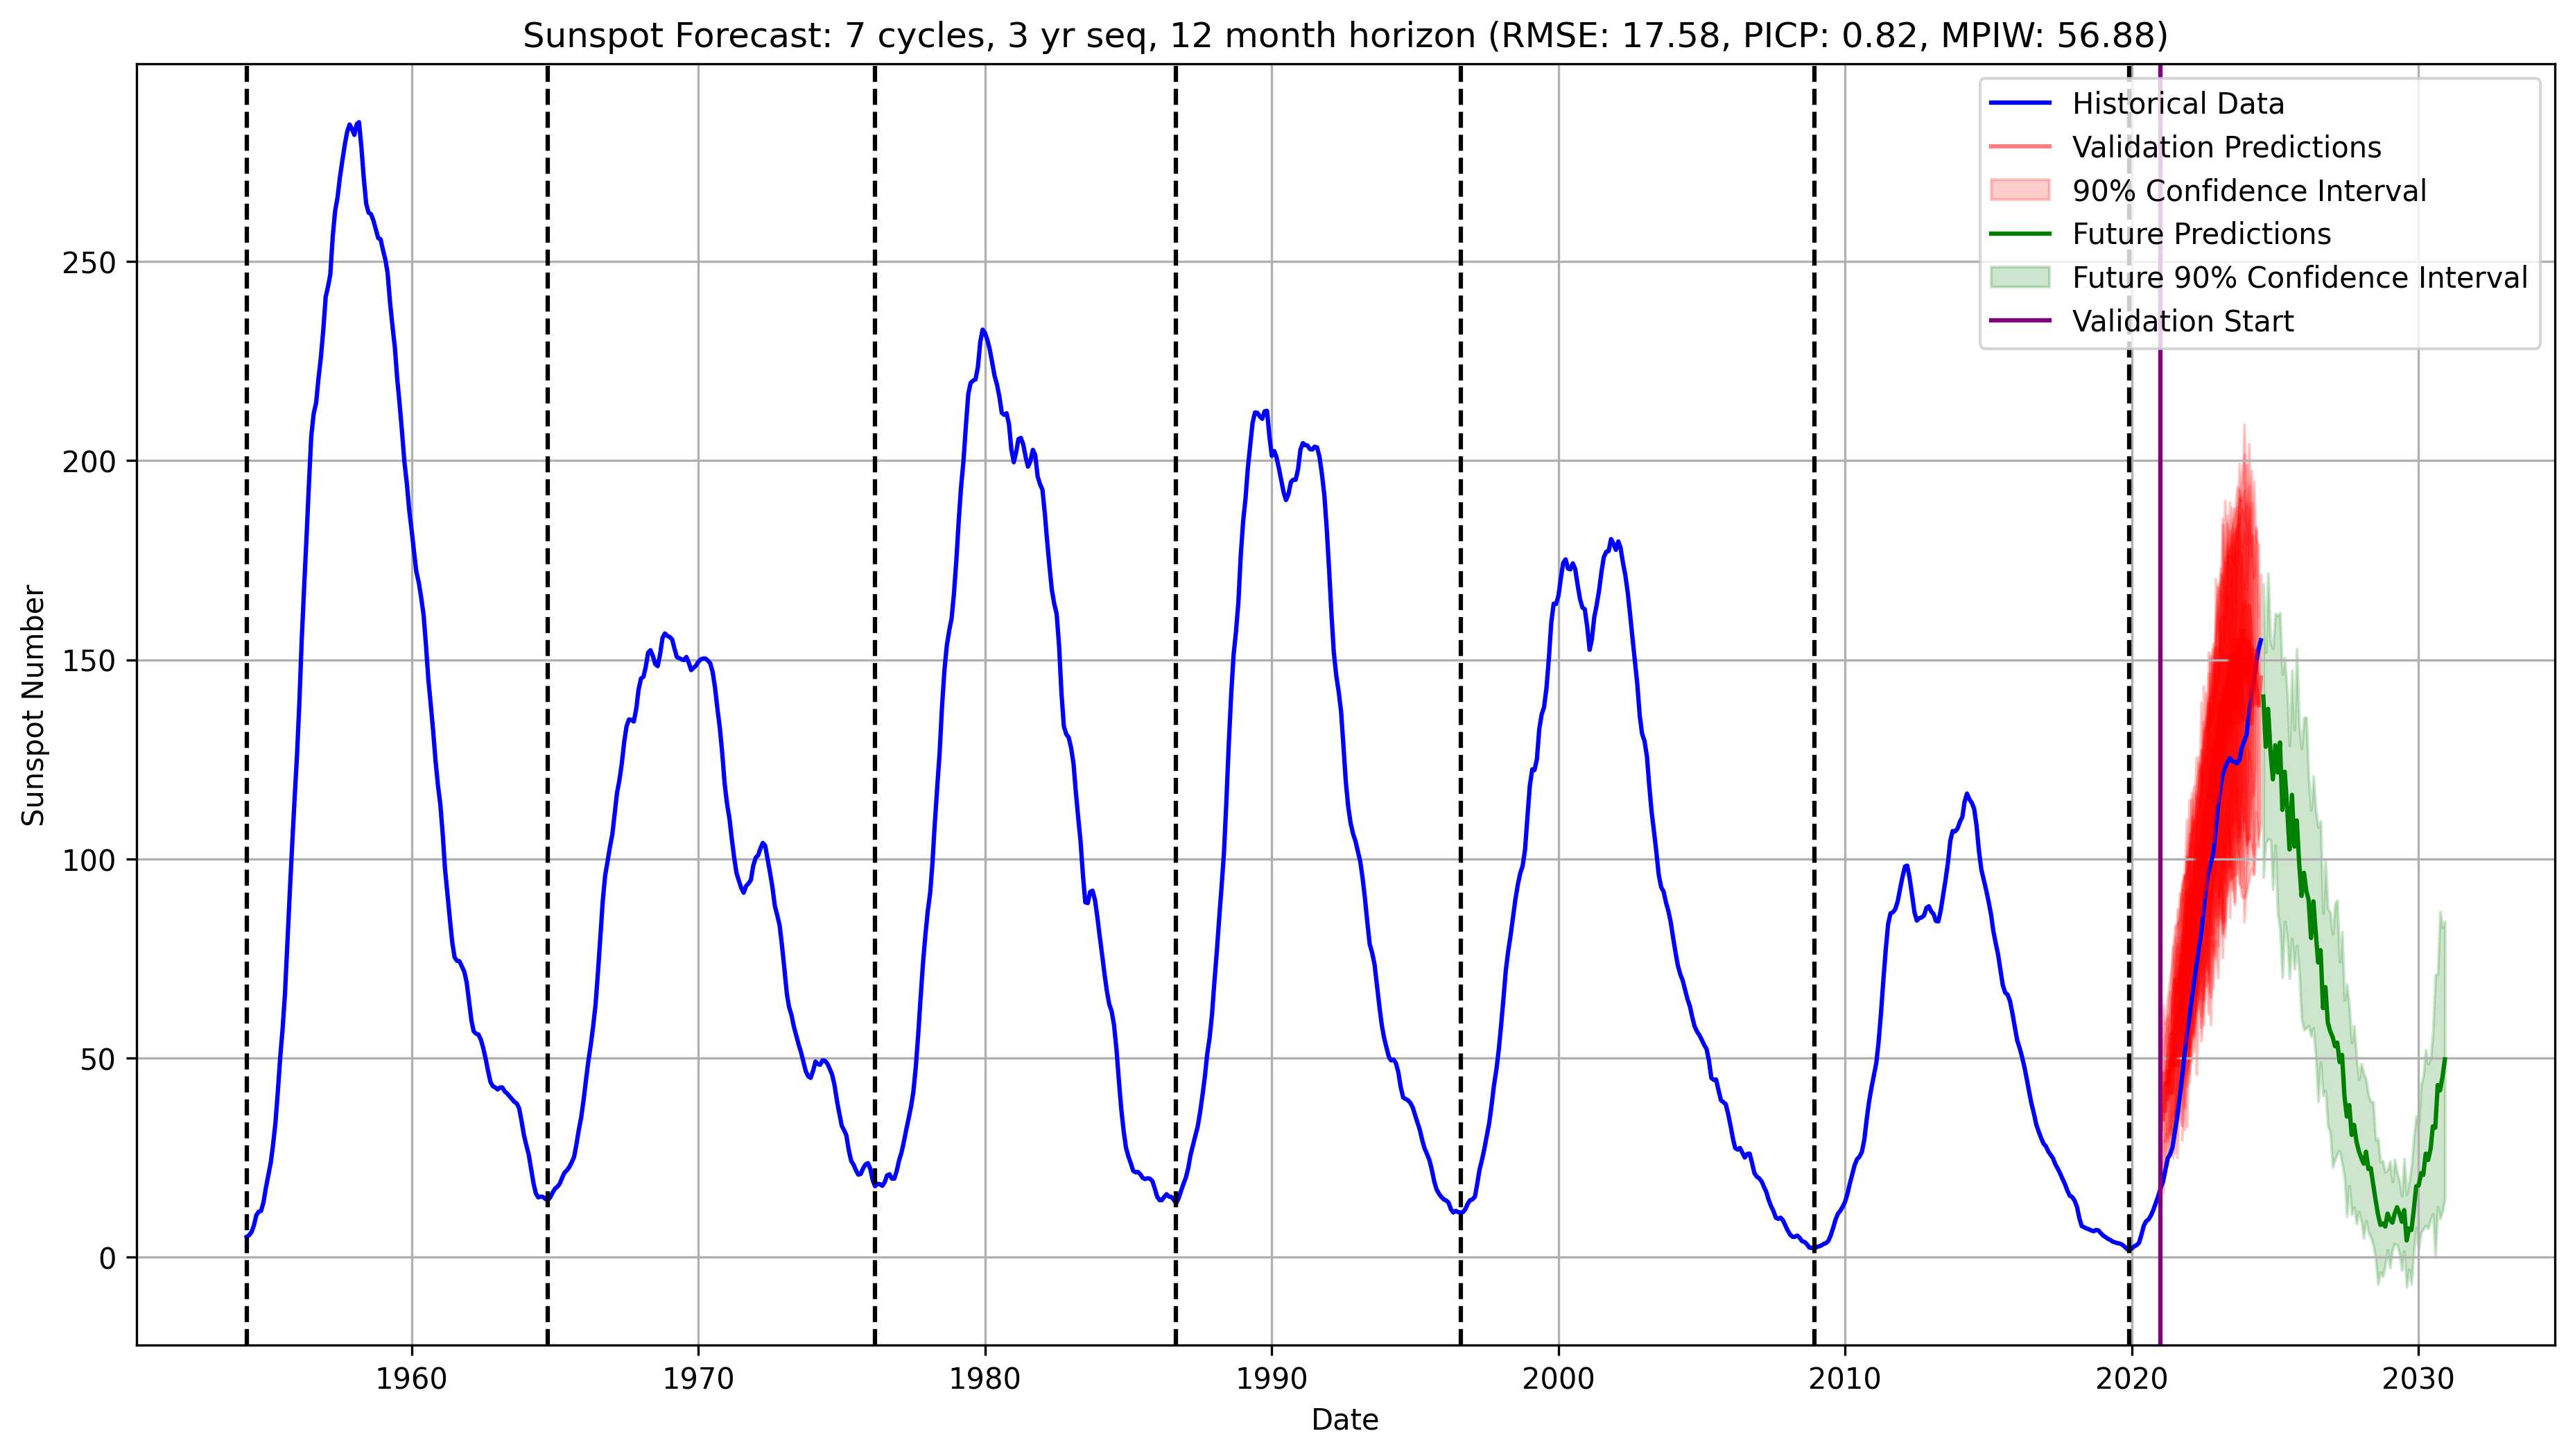 Sunspot Forecast: 7 cycles, 3 yr seq, 12 month horizon (RMSE: 17.58, PICP: 0.82, MPIW: 56.88)
Historical Data
Validation Predictions
90% Confidence Interval
Future Predictions
Future 90% Confidence Interval
Validation Start
Sunspot Number
250
200
150
100
50
0
1960 1970 1980 1990 2000 2010 2020 2030
Date